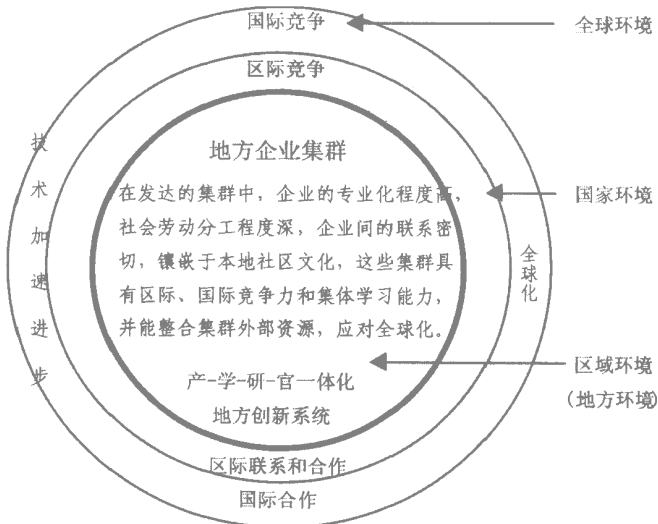 国际竞争
全球环境
区际竞争
地方企业集群
在发达的集群中，企业的专业化程度高，
社会劳动分工程度深，企业间的联系密
切，镶嵌于本地社区文化，这些集群具
有区际、国际竞争力和集体学习能力，
并能整合集群外部资源，应对全球化。
产-学-研-官一体化
地方创新系统
区际联系和合作
国际合作
技术加速进步
全球化
国家环境
区域环境
（地方环境）